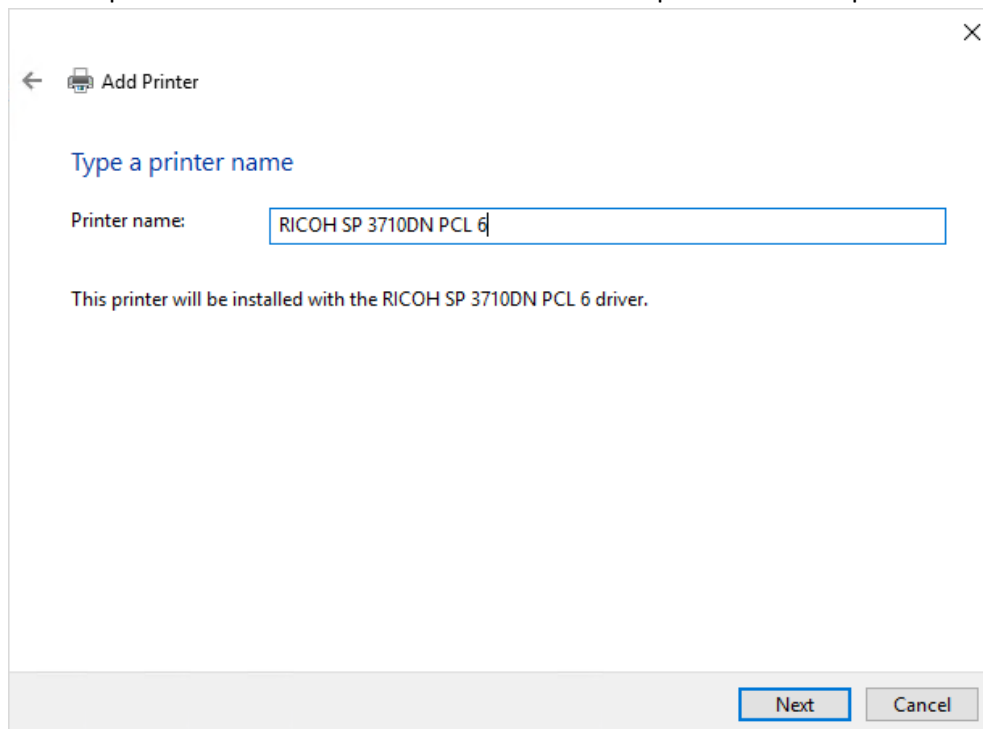 Add Printer
Type a printer name
Printer name:
RICOH SP 3710DN PCL 6
This printer will be installed with the RICOH SP 3710DN PCL 6 driver.
Next
Cancel